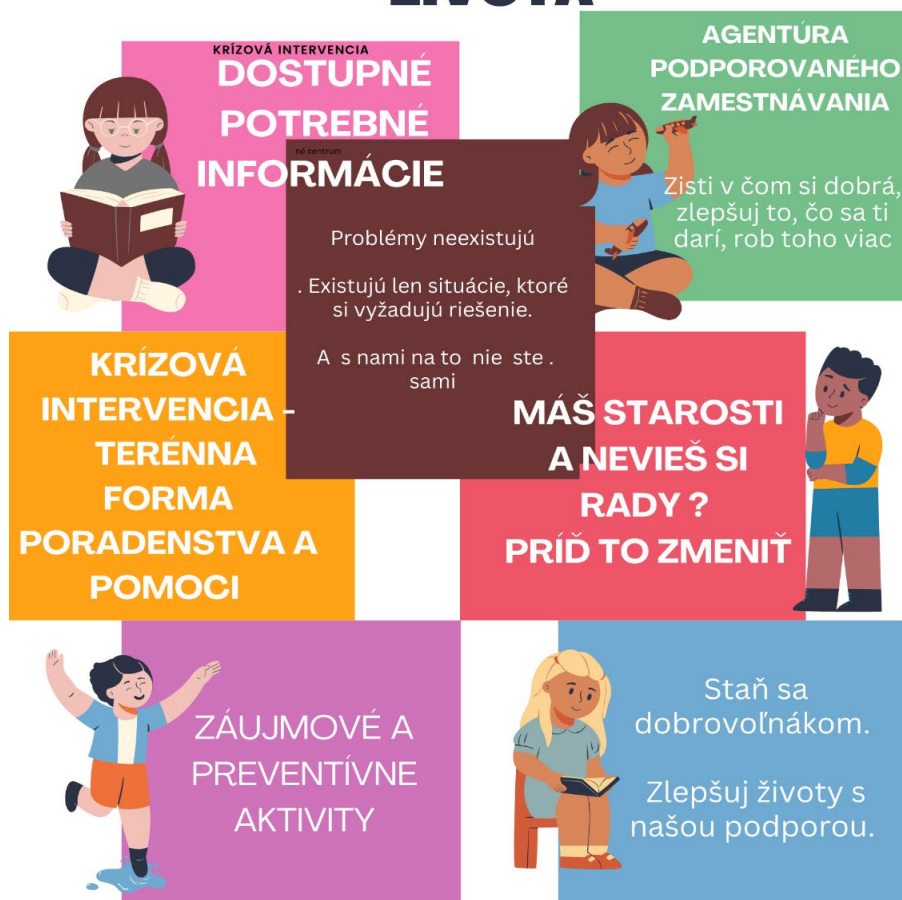 KRÍZOVÁ INTERVENCIA
DOSTUPNÉ
POTREBNÉ
INFORMÁCIE
né centrum
Problémy neexistujú
. Existujú len situácie, ktoré
si vyžadujú riešenie.
A s nami na to nie ste .
sami
AGENTÚRA
PODPOROVANÉHO
ZAMESTNÁVANIA
Zisti v čom si dobrá,
zlepšuj to, čo sa ti
darí, rob toho viac
KRÍZOVÁ
INTERVENCIA -
TERÉNNA
FORMA
PORADENSTVA A
POMOCI
MÁŠ STAROSTI
A NEVIEŠ SI
RADY ?
PRÍĎ TO ZMENIŤ
ZÁUJMOVÉ A
PREVENTÍVNE
AKTIVITY
Staň sa
dobrovoľnákom.
Zlepšuj životy s
našou podporou.